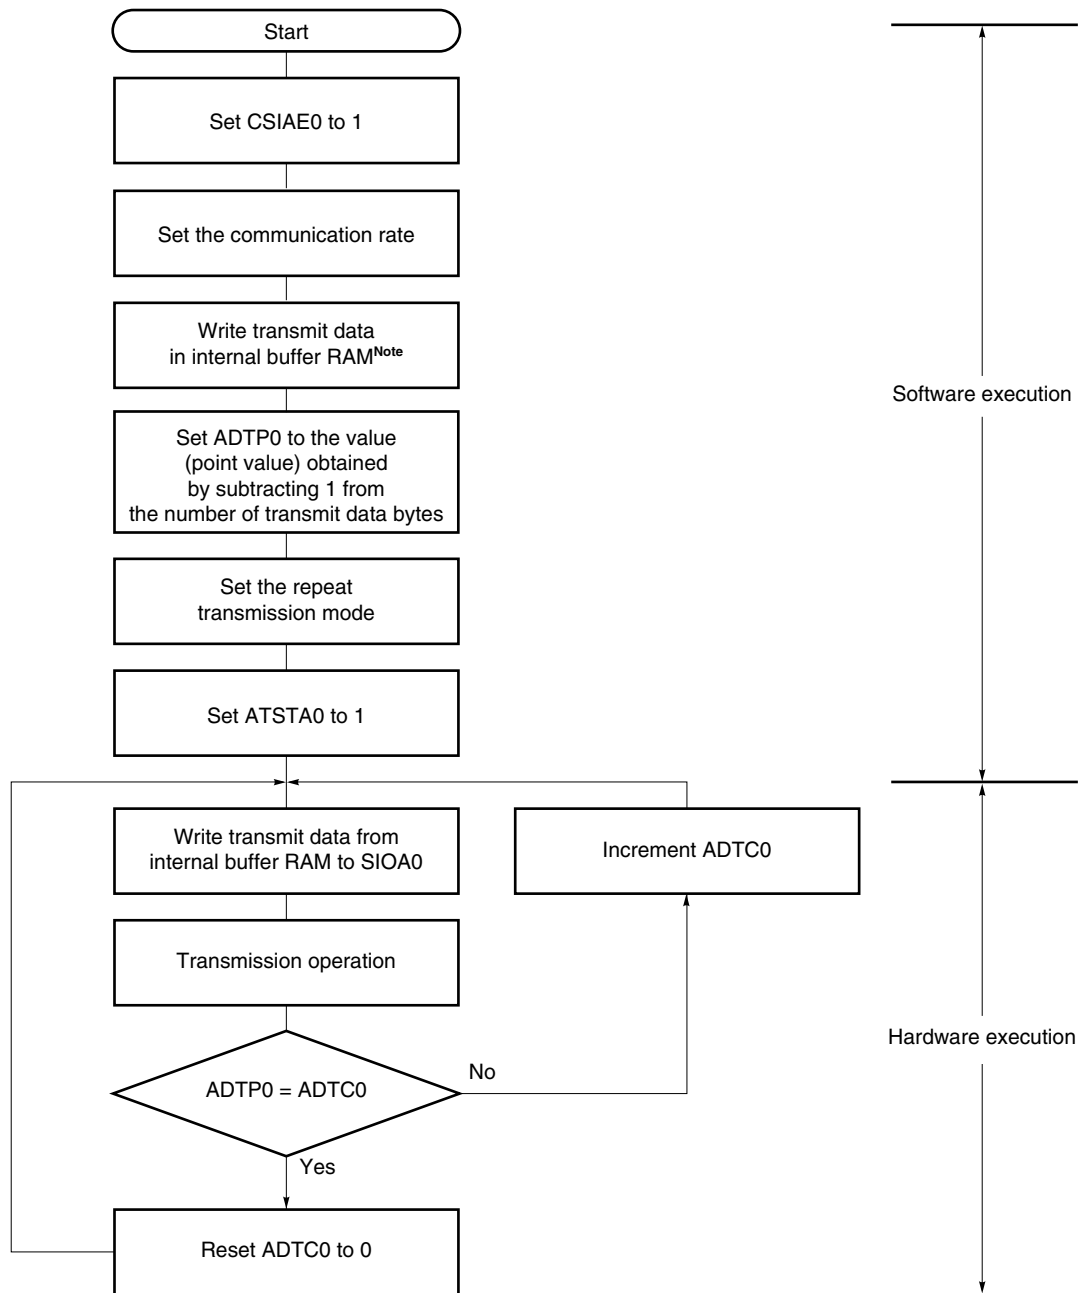 Start
Set CSIAE0 to 1
Set the communication rate
Write transmit data
in internal buffer RAMNote
Set ADTP0 to the value
(point value) obtained
by subtracting 1 from
the number of transmit data bytes
Software execution
Set the repeat
transmission mode
Set ATSTA0 to 1
Write transmit data from
internal buffer RAM to SIOA0
Increment ADTC0
Transmission operation
Hardware execution
ADTP0 = ADTC0
No
Yes
Reset ADTC0 to 0